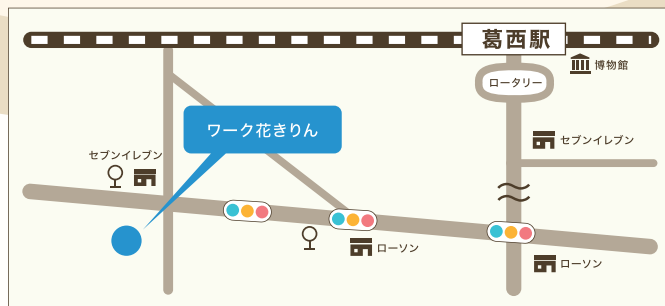 葛西駅
博物館
ロータリー
ワーク花きりん
セブンイレブン
セブンイレブン
ローソン
ローソン